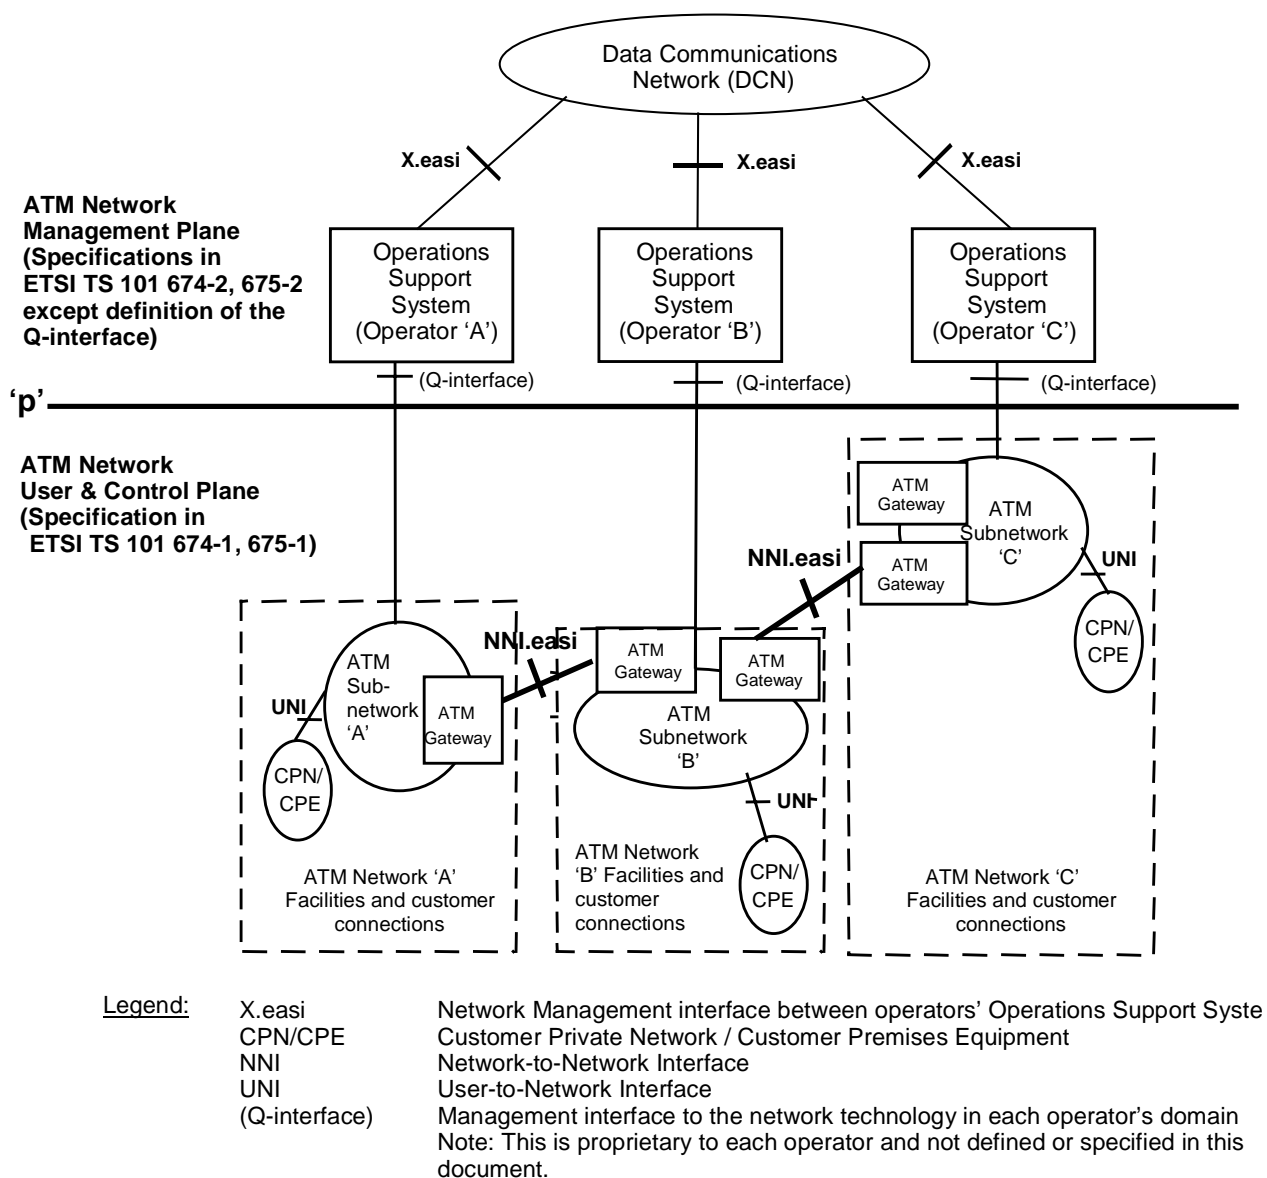 Data Communications
Network (DCN)
X.easi
X.easi
X.easi
ATM Network
Management Plane
(Specifications in
ETSI TS 101 674-2, 675-2
except definition of the
Q-interface)
Operations
Support
System
(Operator ‘A’)
Operations
Support
System
(Operator ‘B’)
Operations
Support
System
(Operator ‘C’)
(Q-interface)
(Q-interface)
(Q-interface)
‘p’
ATM Network
User & Control Plane
(Specification in
ETSI TS 101 674-1, 675-1)
ATM
Gateway
ATM
Subnetwork
‘C’
ATM
Gateway
UNI
CPN/
CPE
NNI.easi
NNI.easi
ATM
Sub-
network
‘A’
ATM
Gateway
UNI
CPN/
CPE
ATM
Gateway
ATM
Gateway
ATM
Subnetwork
‘B’
UNI
CPN/
CPE
ATM Network ‘A’
Facilities and customer
connections
ATM Network
‘B’ Facilities and
customer
connections
ATM Network ‘C’
Facilities and customer
connections
Legend:
X.easi Network Management interface between operators’ Operations Support Syste
CPN/CPE Customer Private Network / Customer Premises Equipment
NNI Network-to-Network Interface
UNI User-to-Network Interface
(Q-interface) Management interface to the network technology in each operator’s domain
Note: This is proprietary to each operator and not defined or specified in this
document.